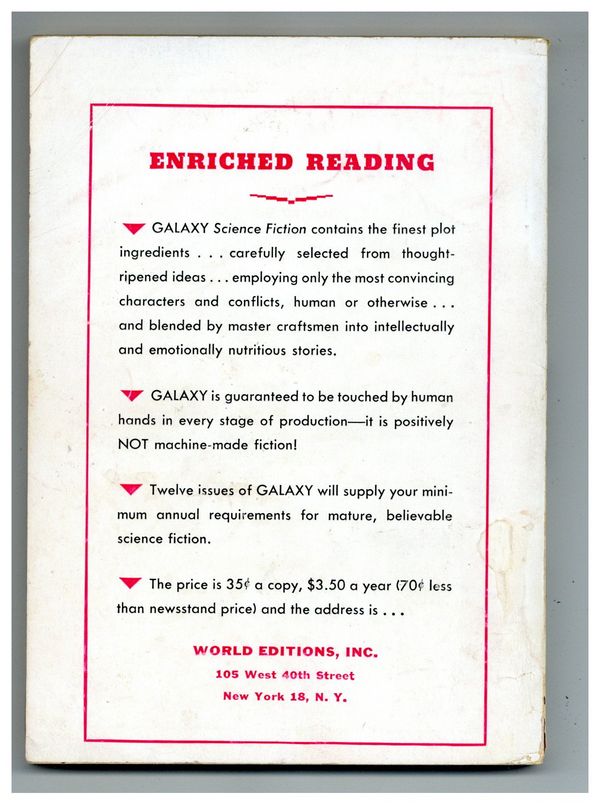 ENRICHED READING
GALAXY Science Fiction contains the finest plot
ingredients . . . carefully selected from thought-
ripened ideas . . . employing only the most convincing
characters and conflicts, human or otherwise . . .
and blended by master craftsmen into intellectually
and emotionally nutritious stories.
GALAXY is guaranteed to be touched by human
hands in every stage of production—it is positively
NOT machine-made fiction!
Twelve issues of GALAXY will supply your mini-
mum annual requirements for mature, believable
science fiction.
The price is 35¢ a copy, $3.50 a year (70¢ less
than newsstand price) and the address is . . .
WORLD EDITIONS, INC.
105 West 40th Street
New York 18, N. Y.